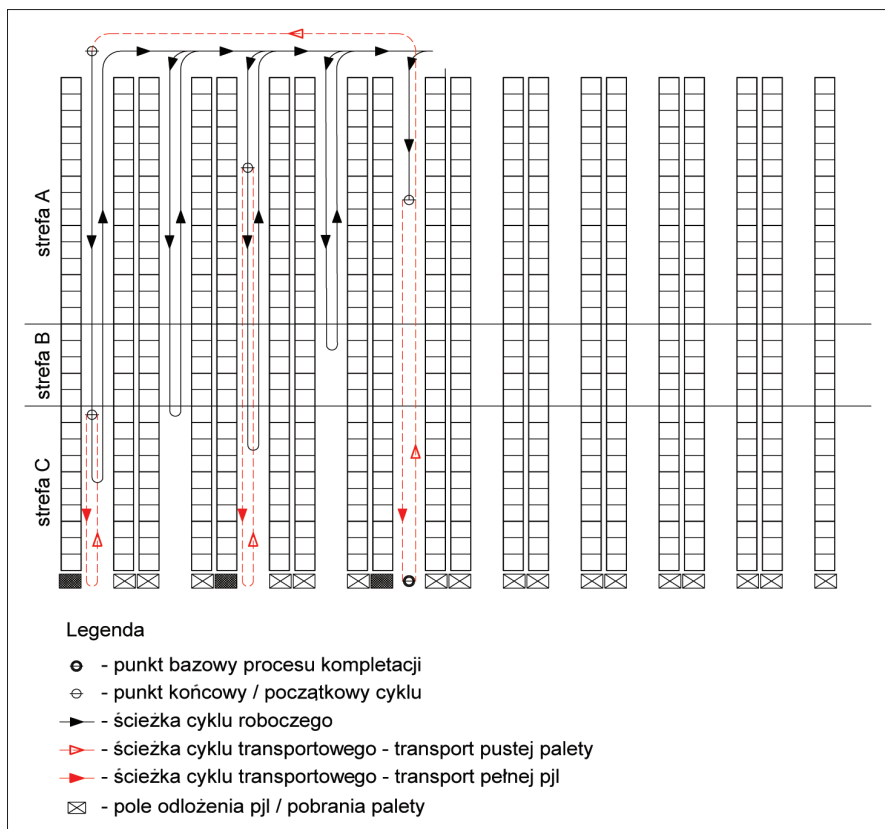 strefa A
strefa B
strefa C
Legenda
- punkt bazowy procesu kompletacji
- punkt końcowy / początkowy cyklu
- ścieżka cyklu roboczego
- ścieżka cyklu transportowego - transport pustej palety
- ścieżka cyklu transportowego - transport pełnej pjl
- pole odlożenia pjl / pobrania palety